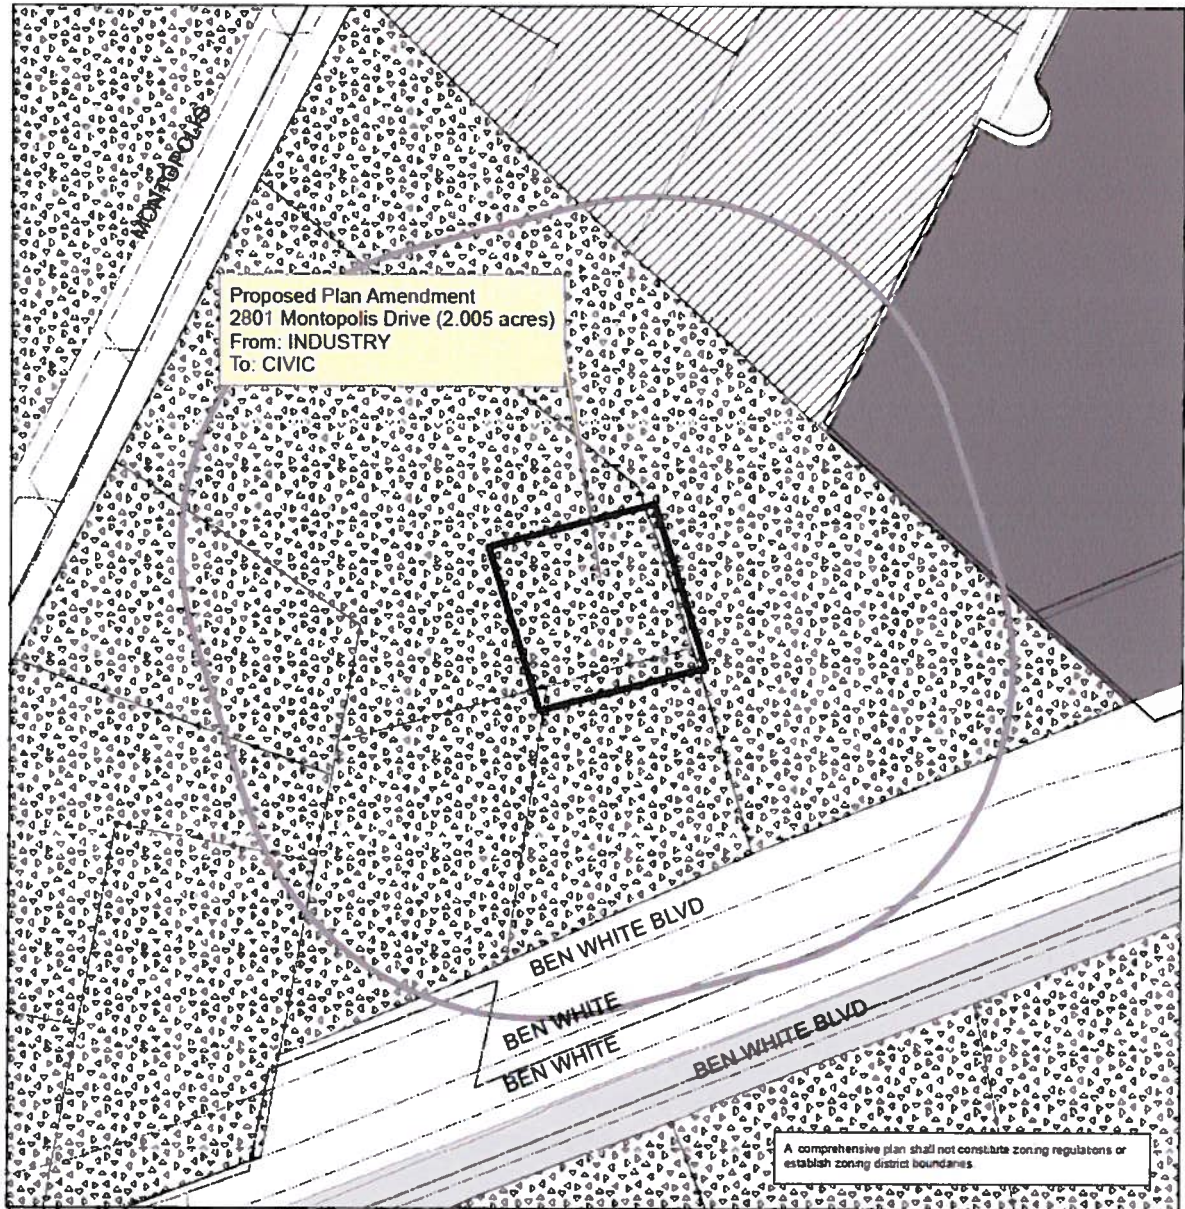 MONTOPOLIS
Proposed Plan Amendment
2801 Montopolis Drive (2.005 acres)
From: INDUSTRY
To: CIVIC
BEN WHITE BLVD
BEN WHITE
BEN WHITE
BEN WHITE BLVD
A comprehensive plan shall not constitute zoning regulations or
establish zoning district boundaries